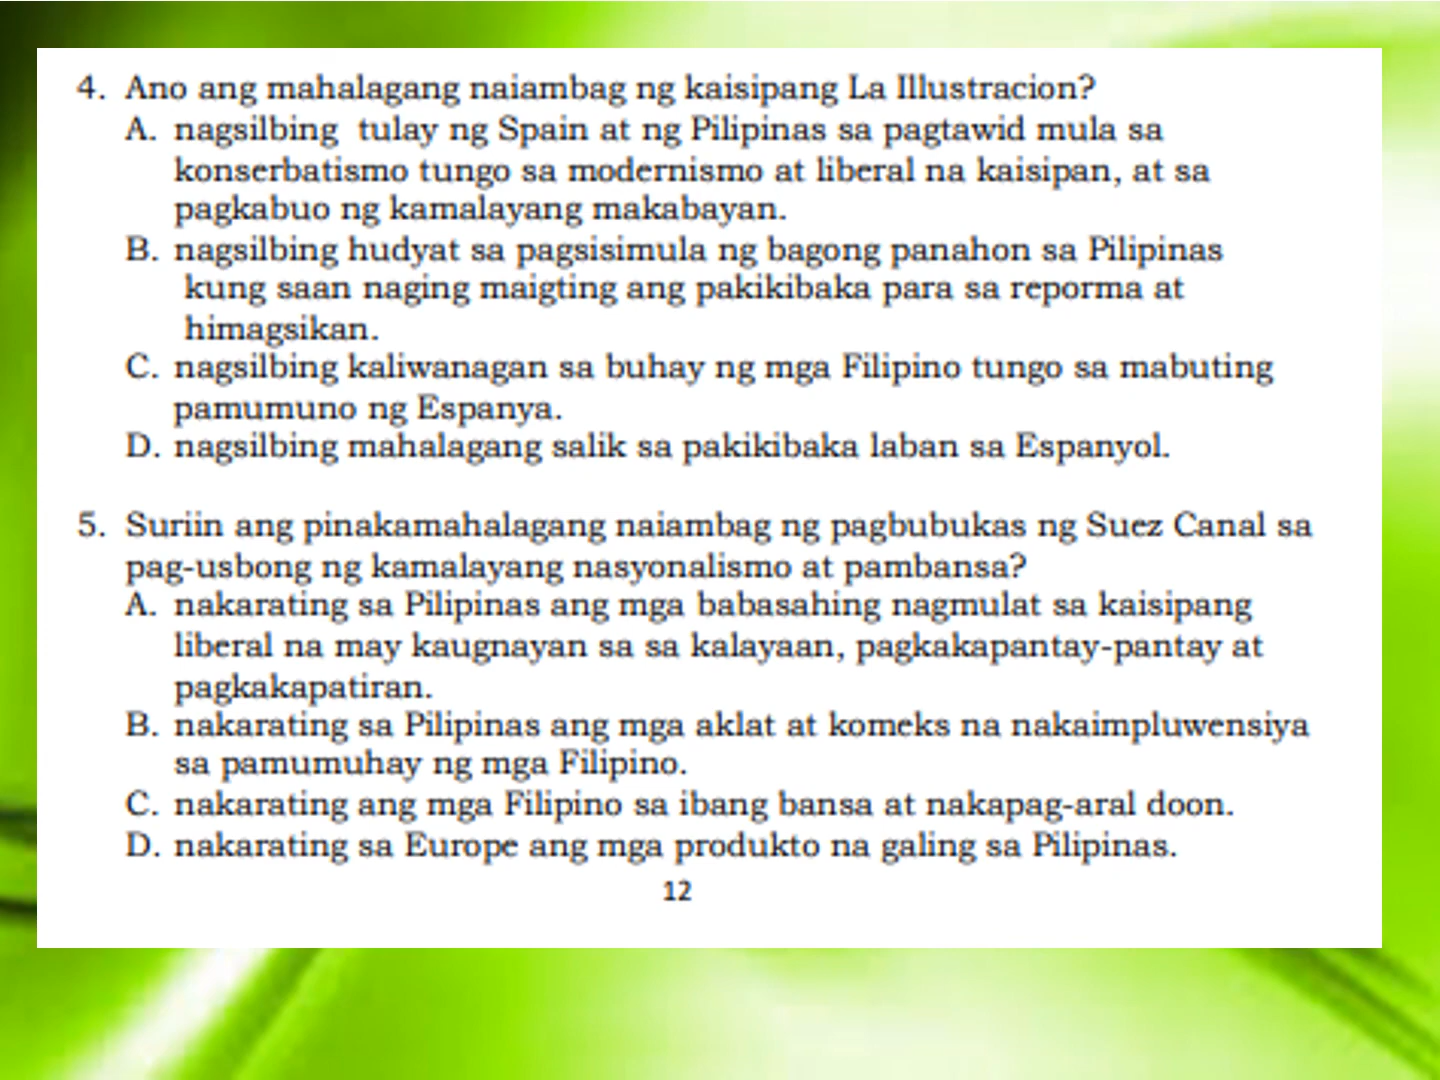 4. Ano ang mahalagang naiambag ng kaisipang La Illustracion?
A. nagsilbing tulay ng Spain at ng Pilipinas sa pagtawid mula sa
konserbatismo tungo sa modernismo at liberal na kaisipan, at sa
pagkabuo ng kamalayang makabayan.
B. nagsilbing hudyat sa pagsisimula ng bagong panahon sa Pilipinas
kung saan naging maigting ang pakikibaka para sa reporma at
himagsikan.
C. nagsilbing kaliwanagan sa buhay ng mga Filipino tungo sa mabuting
pamumuno ng Espanya.
D. nagsilbing mahalagang salik sa pakikibaka laban sa Espanyol.
5. Suriin ang pinakamahalagang naiambag ng pagbubukas ng Suez Canal sa
pag-usbong ng kamalayang nasyonalismo at pambansa?
A. nakarating sa Pilipinas ang mga babasahing nagmulat sa kaisipang
liberal na may kaugnayan sa sa kalayaan, pagkakapantay-pantay at
pagkakapatiran.
B. nakarating sa Pilipinas ang mga aklat at komeks na nakaimpluwensiya
sa pamumuhay ng mga Filipino.
C. nakarating ang mga Filipino sa ibang bansa at nakapag-aral doon.
D. nakarating sa Europe ang mga produkto na galing sa Pilipinas.
12